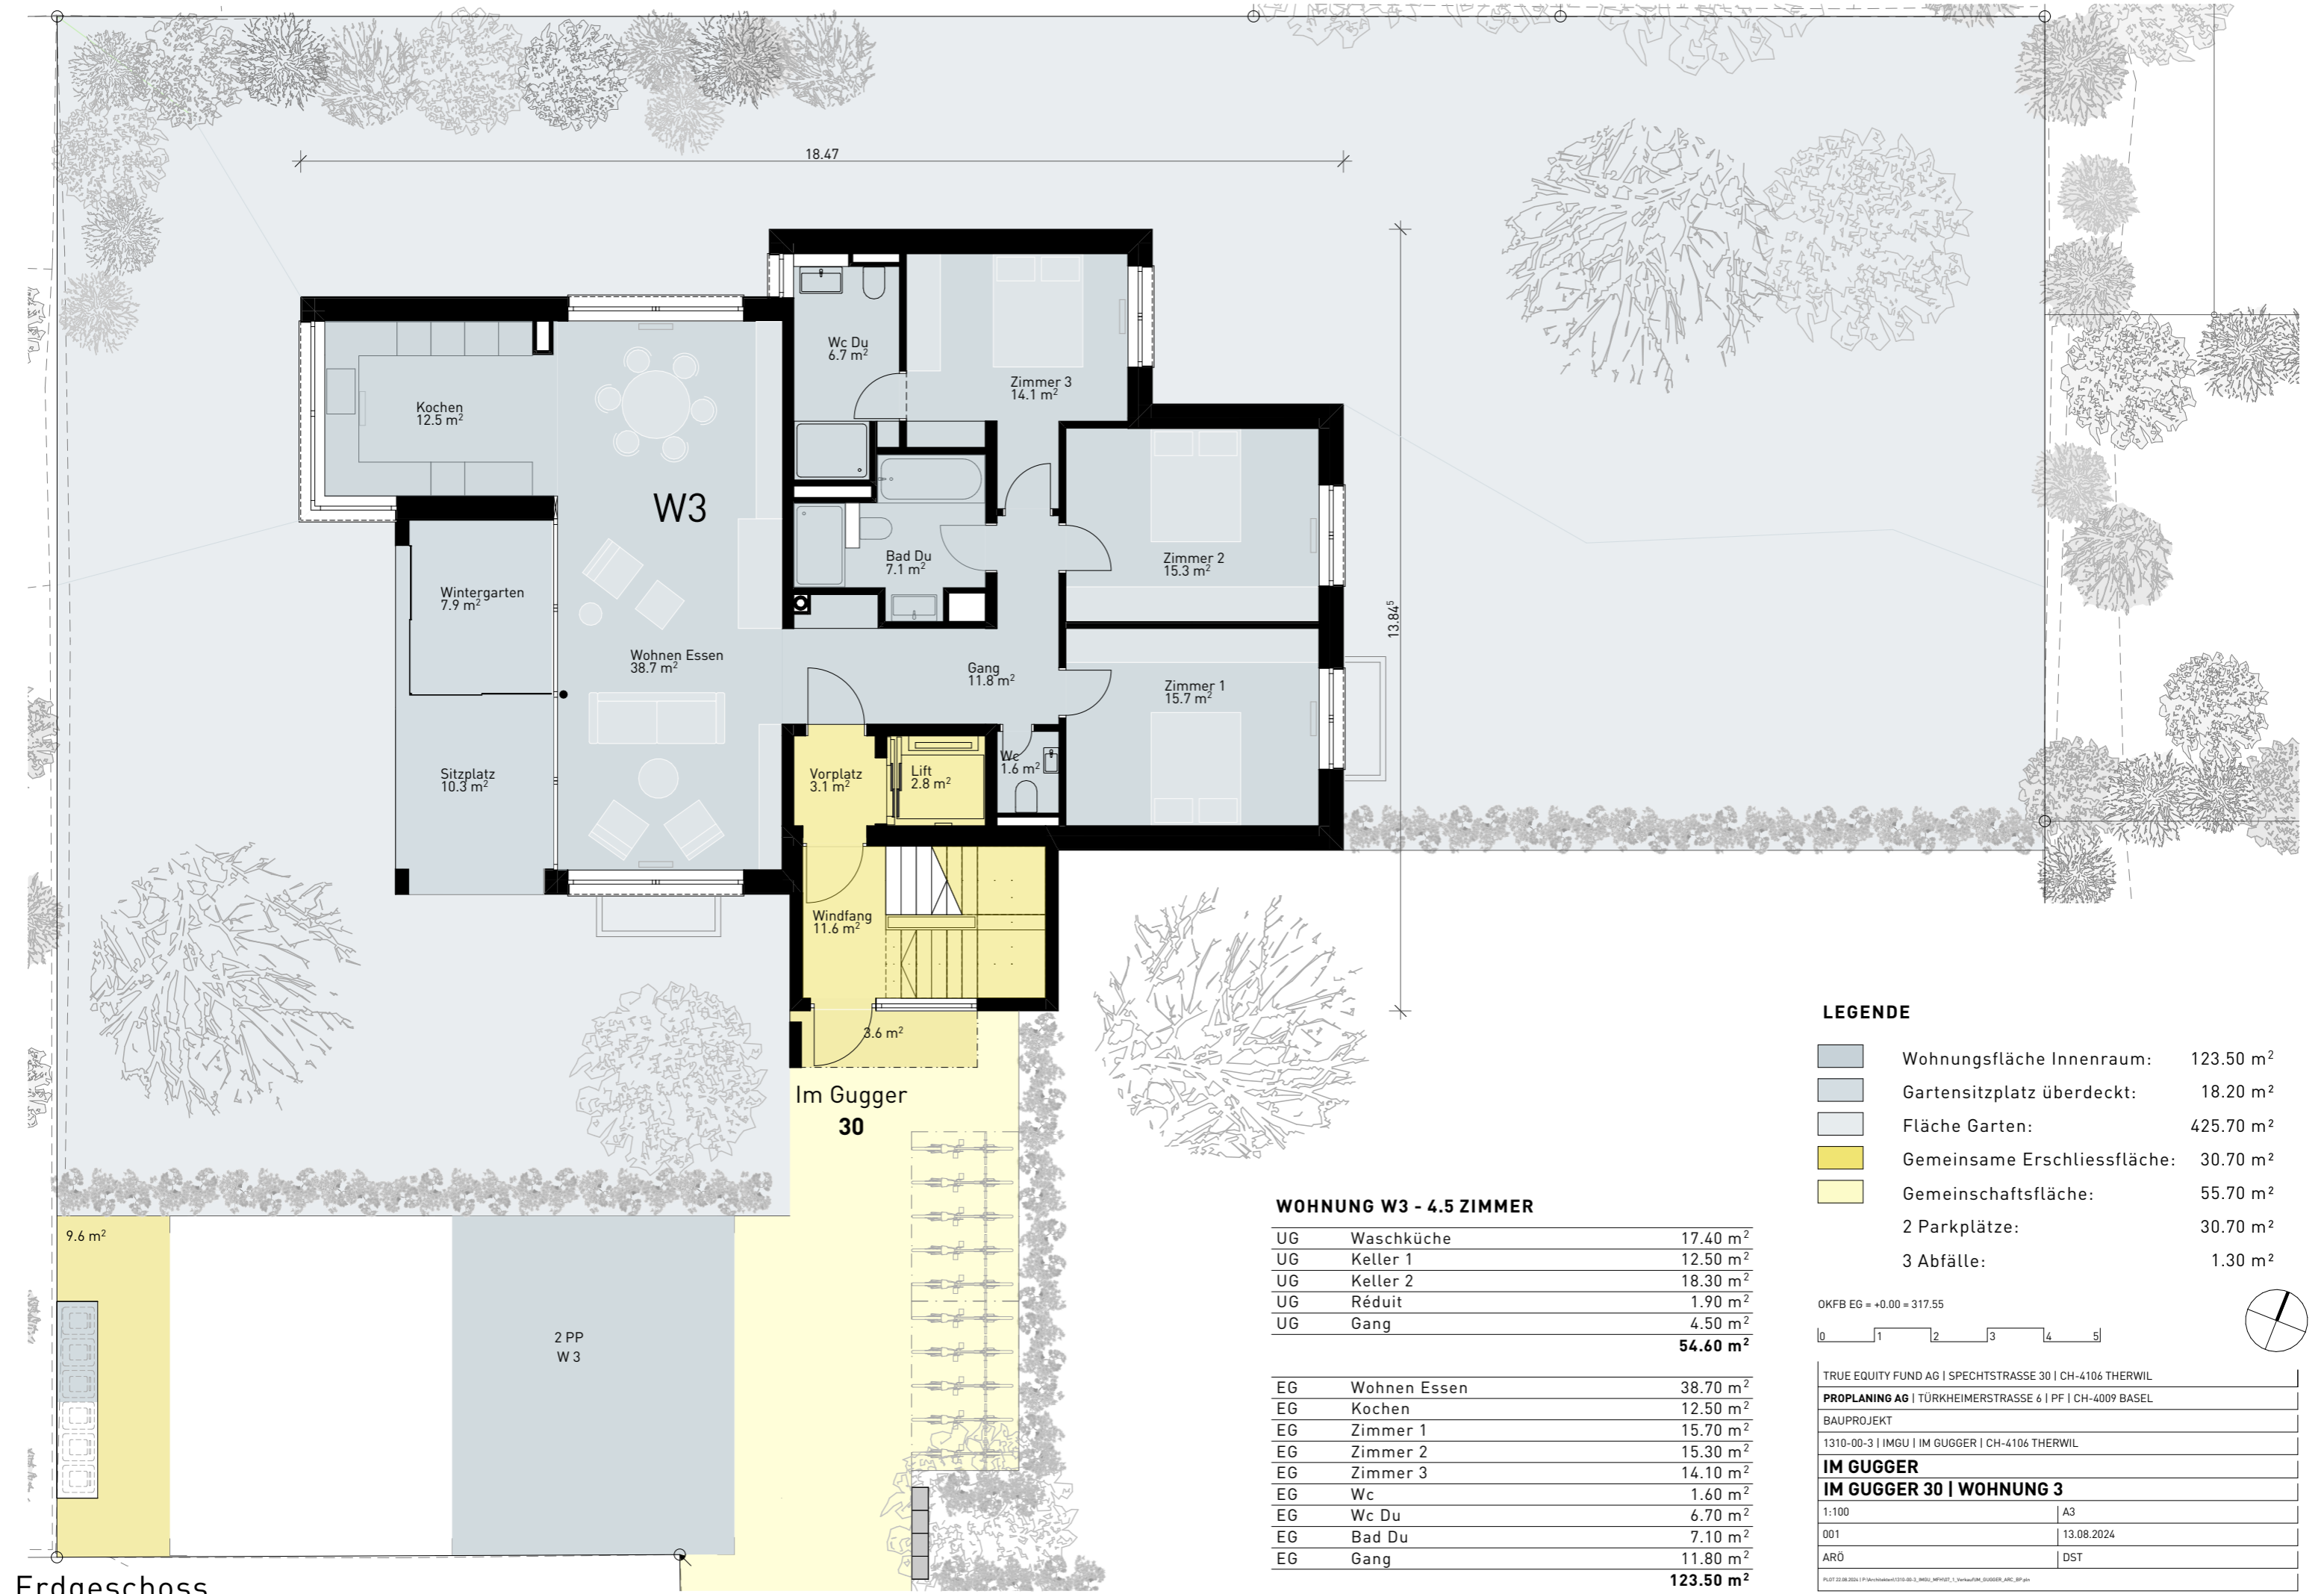 18.47
13.84⁵
Wc Du
6.7 m²
Zimmer 3
14.1 m²
Kochen
12.5 m²
W3
Bad Du
7.1 m²
Zimmer 2
15.3 m²
Wintergarten
7.9 m²
Wohnen Essen
38.7 m²
Gang
11.8 m²
Zimmer 1
15.7 m²
Sitzplatz
10.3 m²
Vorplatz
3.1 m²
Lift
2.8 m²
Wc
1.6 m²
Windfang
11.6 m²
3.6 m²
Im Gugger
30
9.6 m²
2 PP
W 3
Erdgeschoss
WOHNUNG W3 - 4.5 ZIMMER
UG Waschküche 17.40 m²
UG Keller 1 12.50 m²
UG Keller 2 18.30 m²
UG Réduit 1.90 m²
UG Gang 4.50 m²
54.60 m²
EG Wohnen Essen 38.70 m²
EG Kochen 12.50 m²
EG Zimmer 1 15.70 m²
EG Zimmer 2 15.30 m²
EG Zimmer 3 14.10 m²
EG Wc 1.60 m²
EG Wc Du 6.70 m²
EG Bad Du 7.10 m²
EG Gang 11.80 m²
123.50 m²
LEGENDE
Wohnungsfläche Innenraum: 123.50 m²
Gartensitzplatz überdeckt: 18.20 m²
Fläche Garten: 425.70 m²
Gemeinsame Erschliessfläche: 30.70 m²
Gemeinschaftsfläche: 55.70 m²
2 Parkplätze: 30.70 m²
3 Abfälle: 1.30 m²
OKFB EG = +0.00 = 317.55
0 1 2 3 4 5
TRUE EQUITY FUND AG | SPECHTSTRASSE 30 | CH-4106 THERWIL
PROPLANING AG | TÜRKHEIMERSTRASSE 6 | PF | CH-4009 BASEL
BAUPROJEKT
1310-00-3 | IMGU | IM GUGGER | CH-4106 THERWIL
IM GUGGER
IM GUGGER 30 | WOHNUNG 3
1:100 A3
001 13.08.2024
ARÖ DST